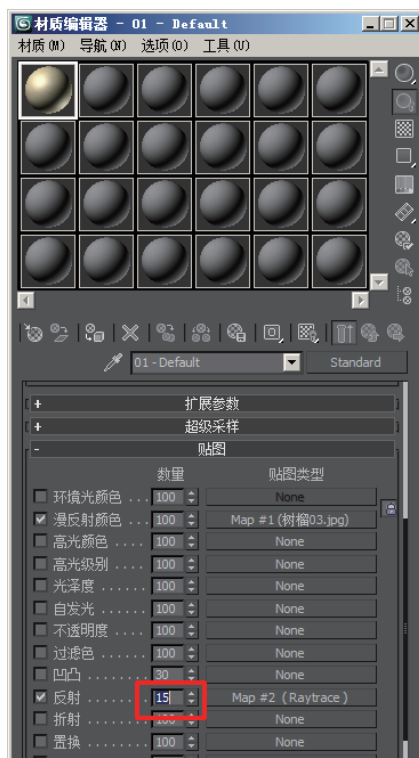 材质编辑器 - 01 - Default
材质(M) 导航(N) 选项(O) 工具(U)
01 - Default Standard
+ 扩展参数
+ 超级采样
- 贴图
数量 贴图类型
环境光颜色 . . . 100 None
漫反射颜色 . . . 100 Map #1 (树榴03.jpg)
高光颜色 . . . . . 100 None
高光级别 . . . . . 100 None
光泽度 . . . . . . . 100 None
自发光 . . . . . . . 100 None
不透明度 . . . . . 100 None
过滤色 . . . . . . . 100 None
凹凸 . . . . . . . . . 30 None
反射 . . . . . . . . . 15 Map #2 ( Raytrace )
折射 . . . . . . . . . 100 None
置换 . . . . . . . . . 100 None